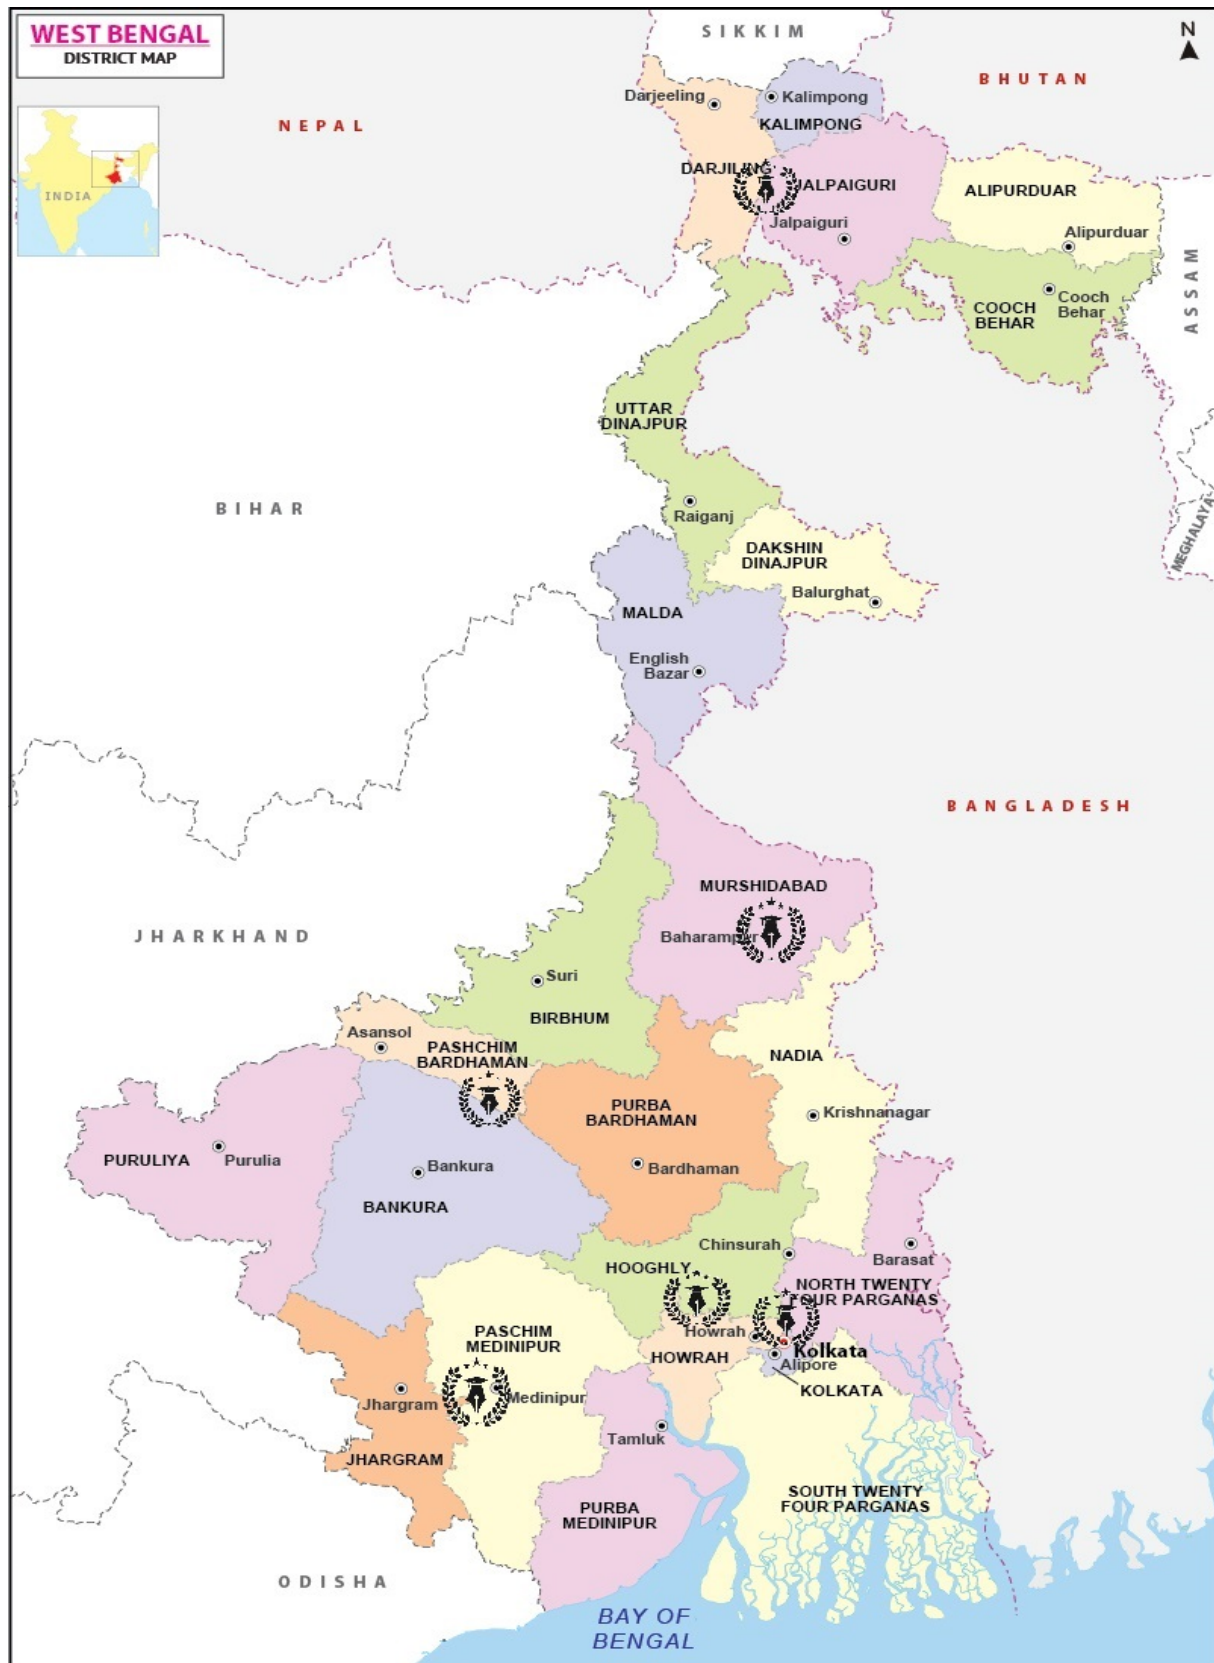 WEST BENGAL
DISTRICT MAP
SIKKIM
N
BHUTAN
NEPAL
INDIA
Darjeeling
Kalimpong
KALIMPONG
DARJILING
JALPAIGURI
Jalpaiguri
ALIPURDUAR
Alipurduar
COOCH
BEHAR
Cooch
Behar
ASSAM
UTTAR
DINAJPUR
BIHAR
Raiganj
MEGHALAYA
DAKSHIN
DINAJPUR
Balurghat
MALDA
English
Bazar
BANGLADESH
MURSHIDABAD
Baharampur
JHARKHAND
Suri
BIRBHUM
Asansol
PASHCHIM
BARDHAMAN
NADIA
PURBA
BARDHAMAN
Krishnanagar
PURULIYA
Purulia
Bankura
Bardhaman
BANKURA
Chinsurah
Barasat
HOOGHLY
NORTH TWENTY
FOUR PARGANAS
PASCHIM
MEDINIPUR
Howrah
HOWRAH
Kolkata
Alipore
KOLKATA
Jhargram
Medinipur
Tamluk
JHARGRAM
SOUTH TWENTY
FOUR PARGANAS
PURBA
MEDINIPUR
ODISHA
BAY OF
BENGAL